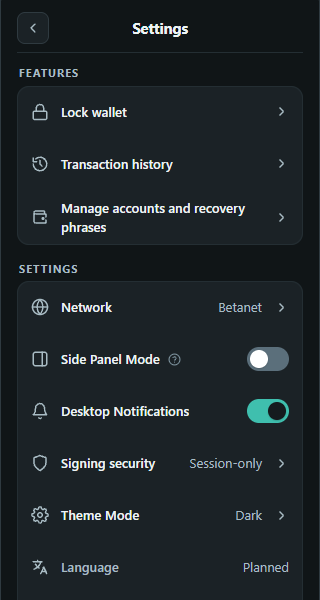 Settings
FEATURES
Lock wallet
Transaction history
Manage accounts and recovery
phrases
SETTINGS
Network Betanet
Side Panel Mode ?
Desktop Notifications
Signing security Session-only
Theme Mode Dark
Language Planned